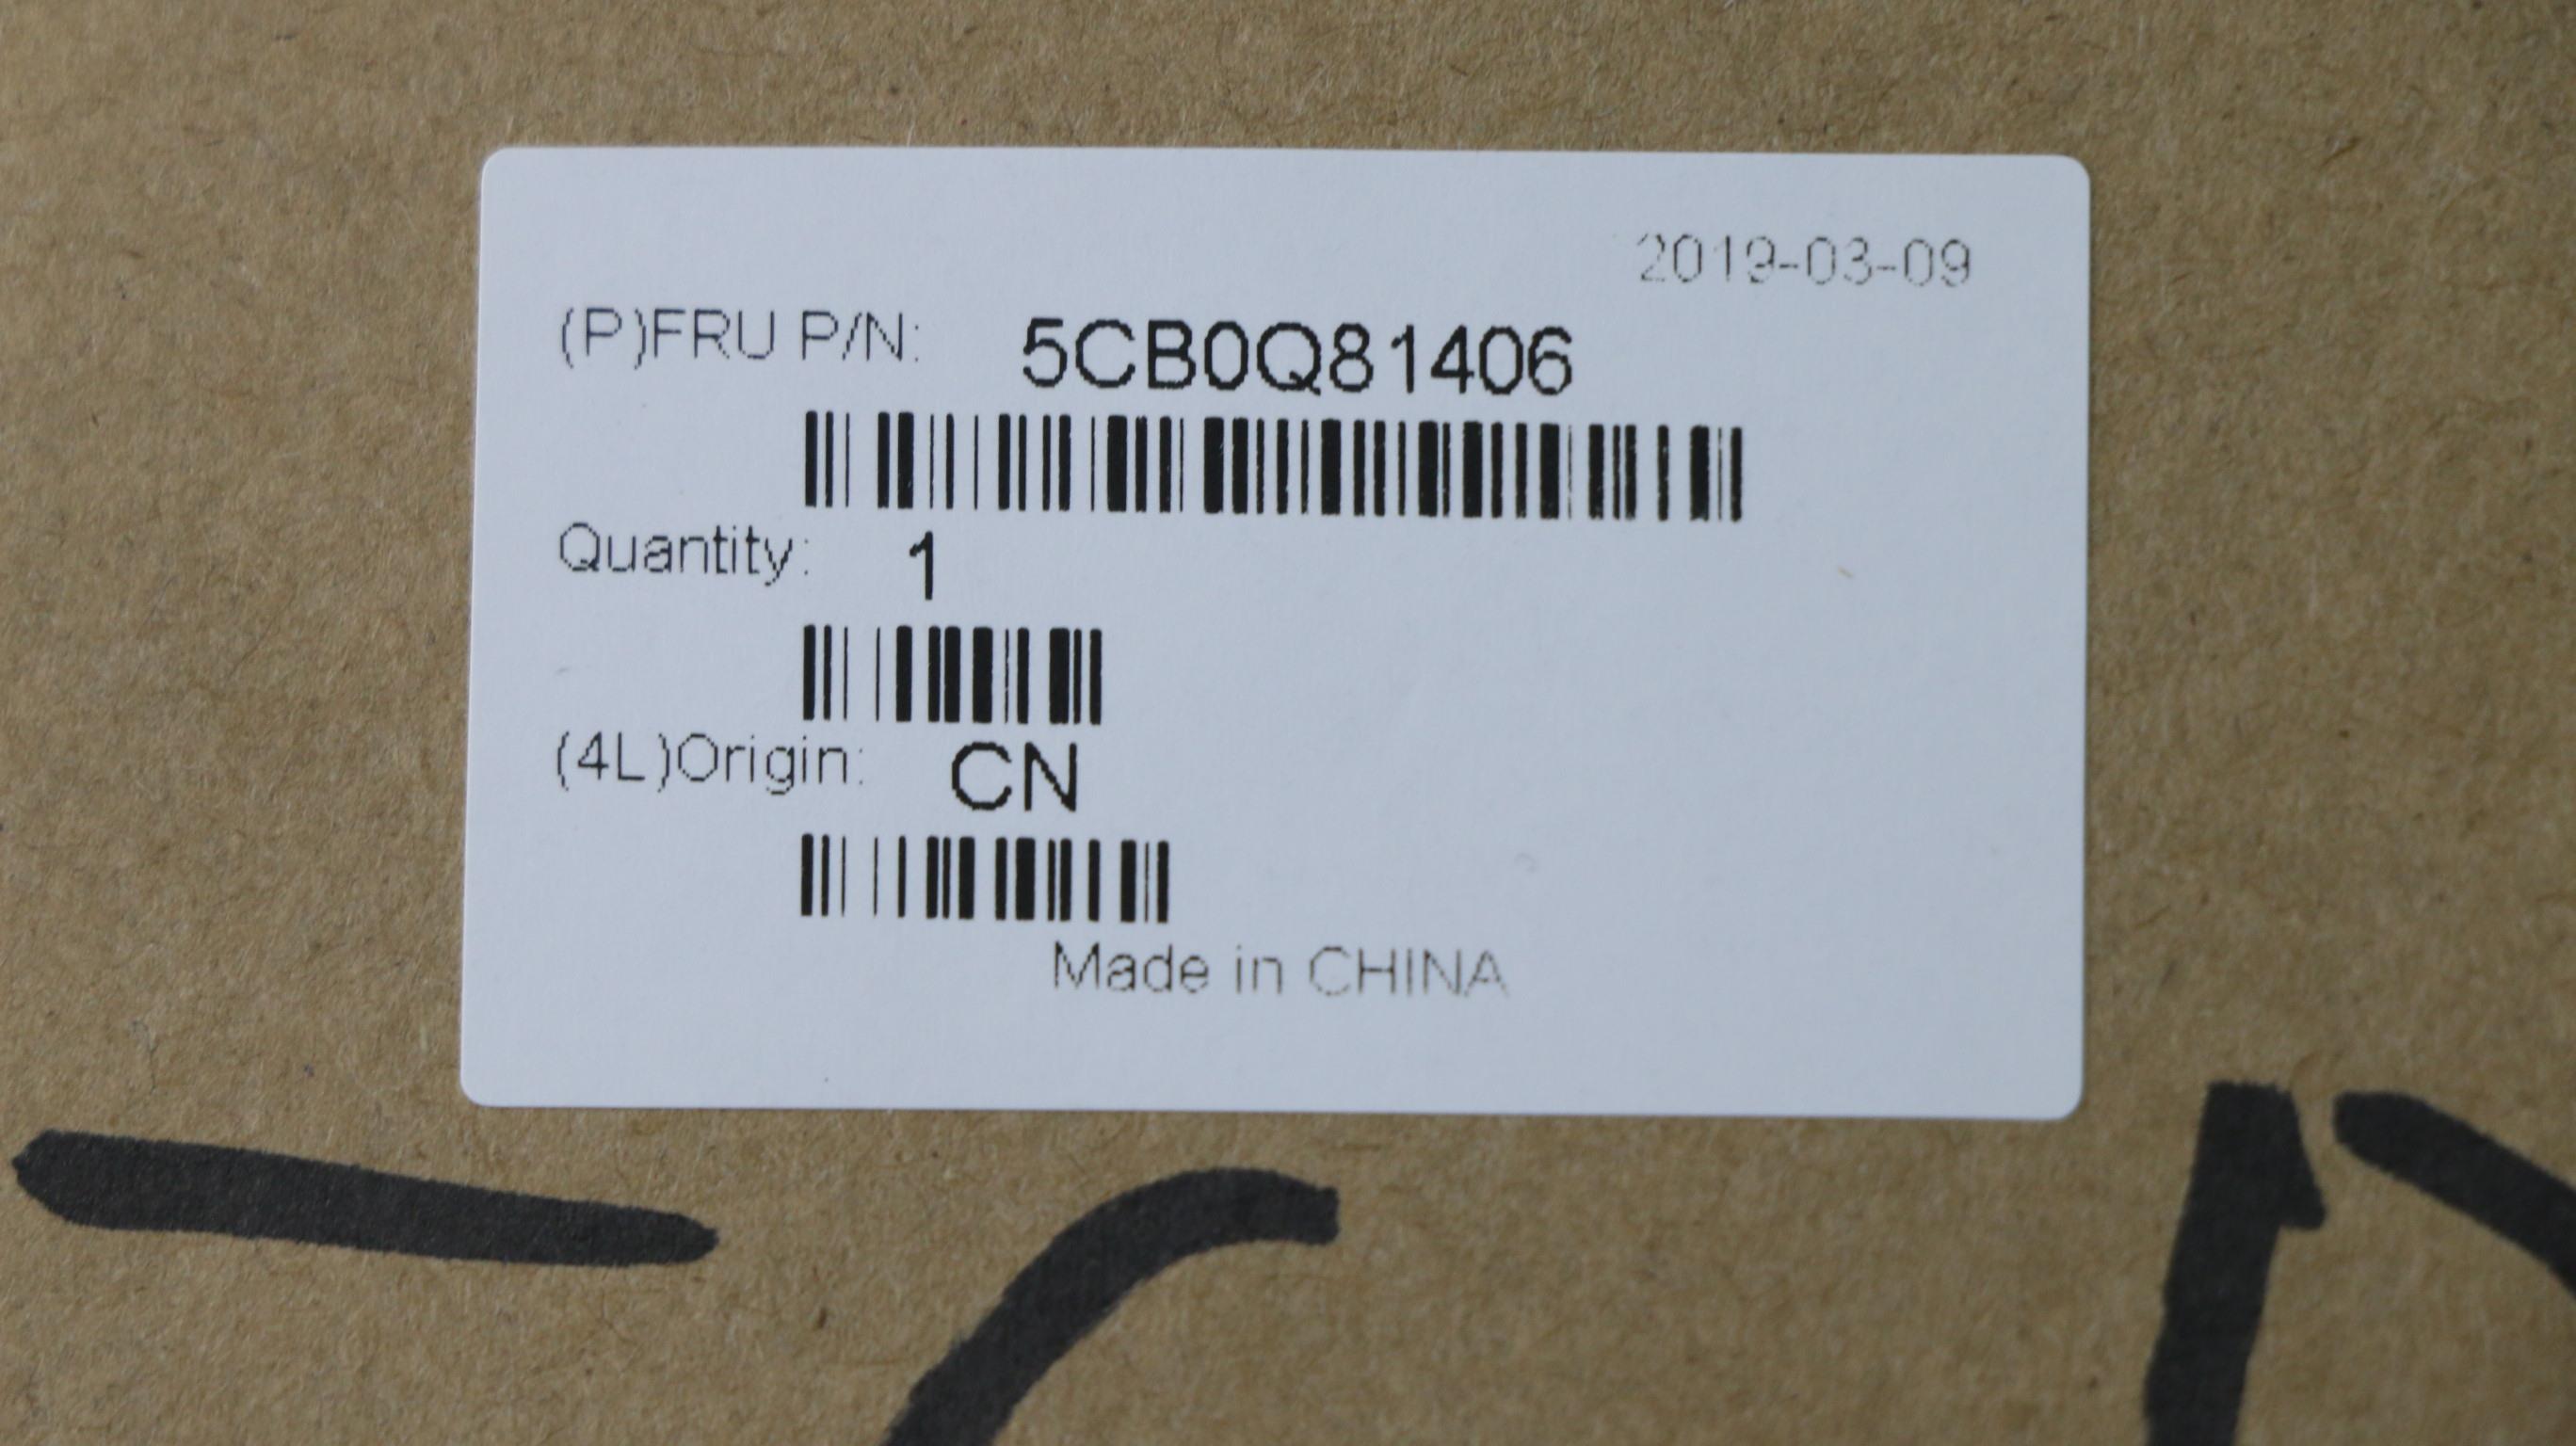 2019-03-09
(P)FRU P/N: 5CB0Q81406
Quantity: 1
(4L)Origin: CN
Made in CHINA